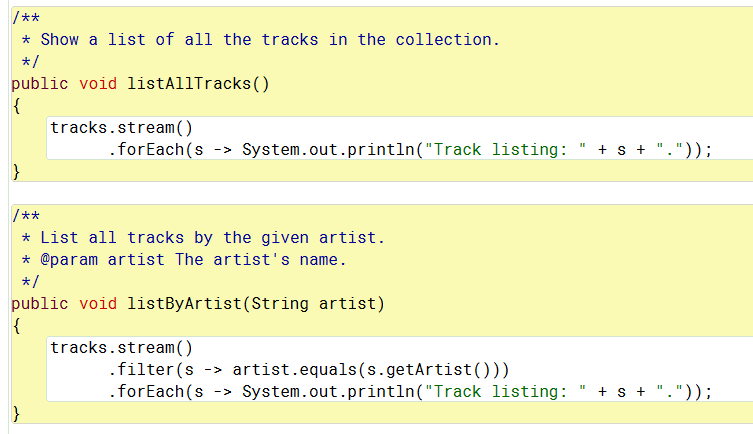 /**
 * Show a list of all the tracks in the collection.
 */
public void listAllTracks()
{
    tracks.stream()
          .forEach(s -> System.out.println("Track listing: " + s + "."));
}

/**
 * List all tracks by the given artist.
 * @param artist The artist's name.
 */
public void listByArtist(String artist)
{
    tracks.stream()
          .filter(s -> artist.equals(s.getArtist()))
          .forEach(s -> System.out.println("Track listing: " + s + "."));
}